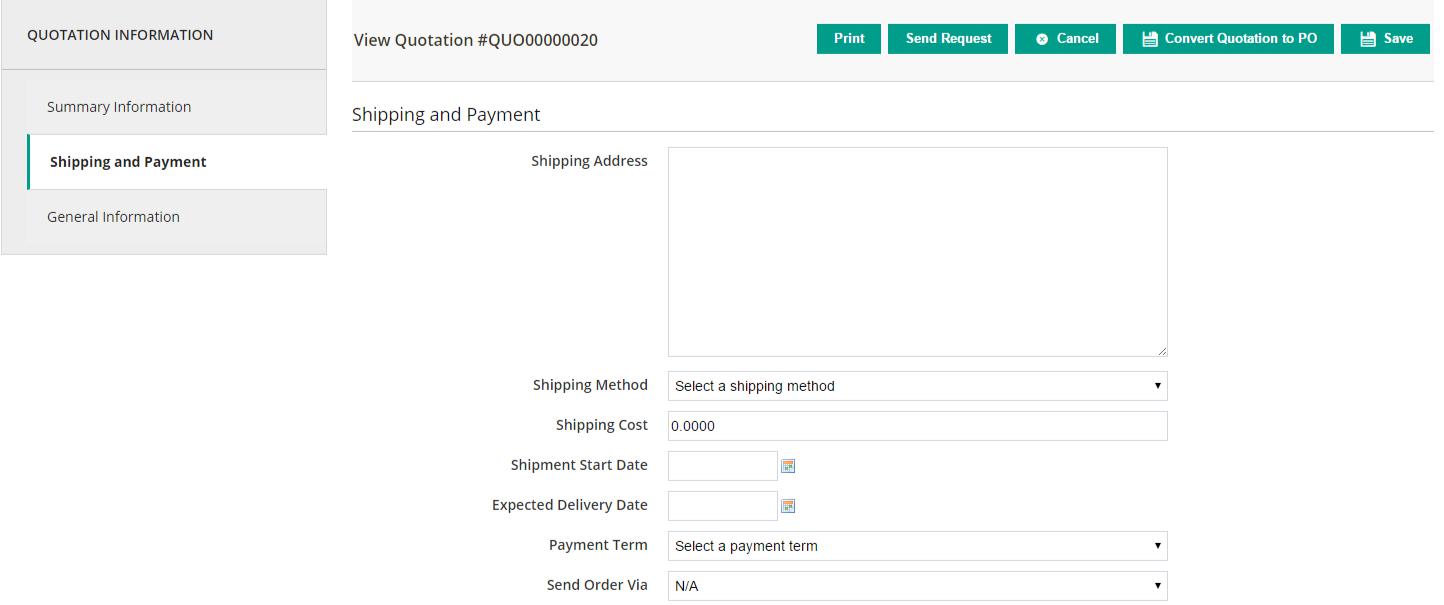 QUOTATION INFORMATION
Summary Information
Shipping and Payment
General Information
View Quotation #QUO00000020
Print
Send Request
Cancel
Convert Quotation to PO
Save
Shipping and Payment
Shipping Address
Shipping Method Select a shipping method
Shipping Cost 0.0000
Shipment Start Date
Expected Delivery Date
Payment Term Select a payment term
Send Order Via N/A